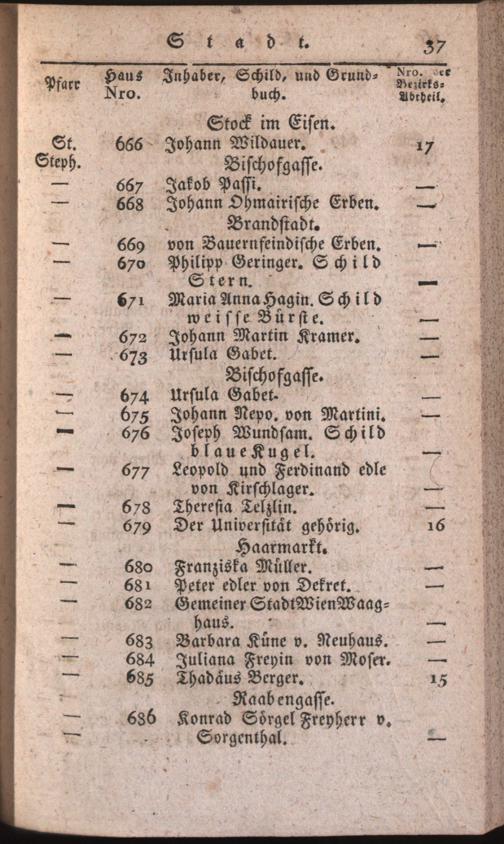 Stadt. 37
Pfarr Haus Nro. Inhaber, Schild, und Grund= buch. Nro. der Bezirks= Abtheil.
Stock im Eisen.
St. Steph. 666 Johann Wildauer. 17
Bischofgasse.
— 667 Jakob Passi. —
— 668 Johann Ohmairische Erben. —
Brandstadt.
— 669 von Bauernfeindische Erben. —
— 670 Philipp Geringer. Schild
Stern. —
— 671 Maria Anna Hagin. Schild
weisse Bürste. —
— 672 Johann Martin Kramer. —
— 673 Ursula Gabet. —
Bischofgasse.
— 674 Ursula Gabet. —
— 675 Johann Nepo. von Martini. —
— 676 Joseph Wundsam. Schild
blaue Kugel. —
— 677 Leopold und Ferdinand edle
von Kirschlager. —
— 678 Theresia Telzlin. —
— 679 Der Universität gehörig. 16
Haarmarkt.
— 680 Franziska Müller. —
— 681 Peter edler von Dekret. —
— 682 Gemeiner Stadt Wien Waag=
haus. —
— 683 Barbara Küne v. Neuhaus. —
— 684 Juliana Freyin von Moser. —
— 685 Thadäus Berger. 15
Raabengasse.
— 686 Konrad Sörgel Freyherr v.
— Sorgenthal. —